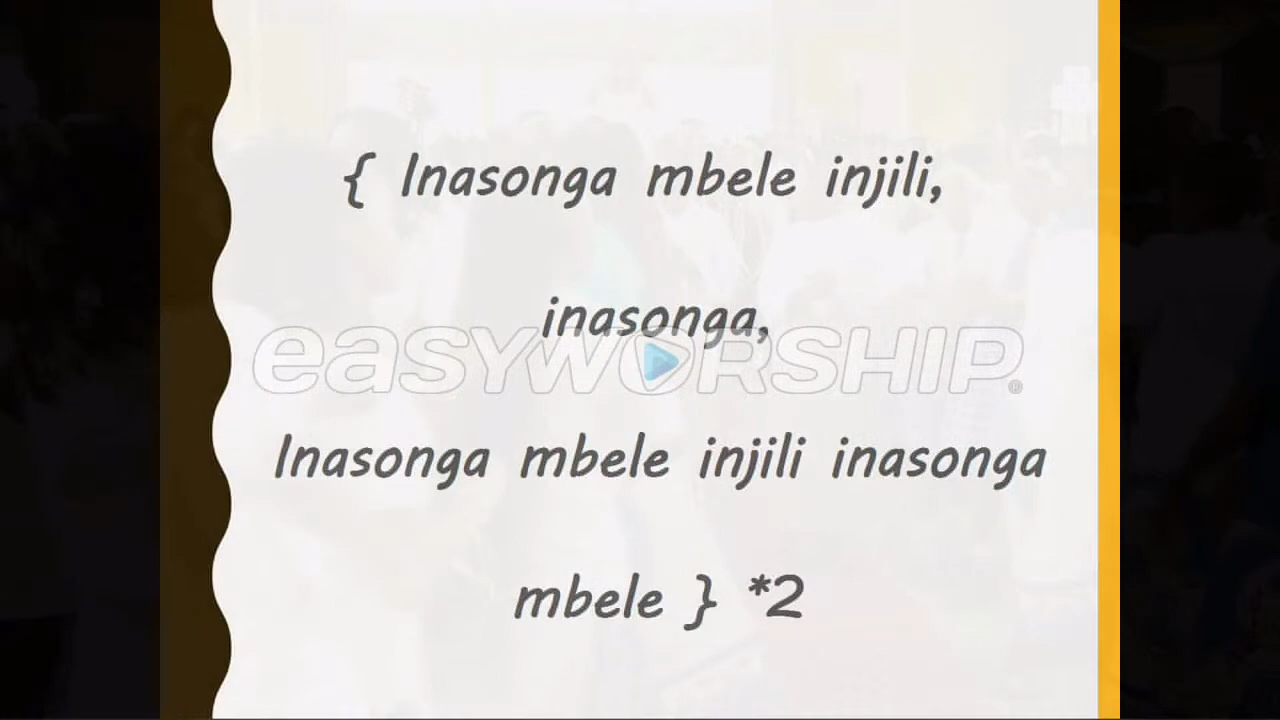 { Inasonga mbele injili,
inasonga,
easyWORSHIP®
Inasonga mbele injili inasonga
mbele } *2